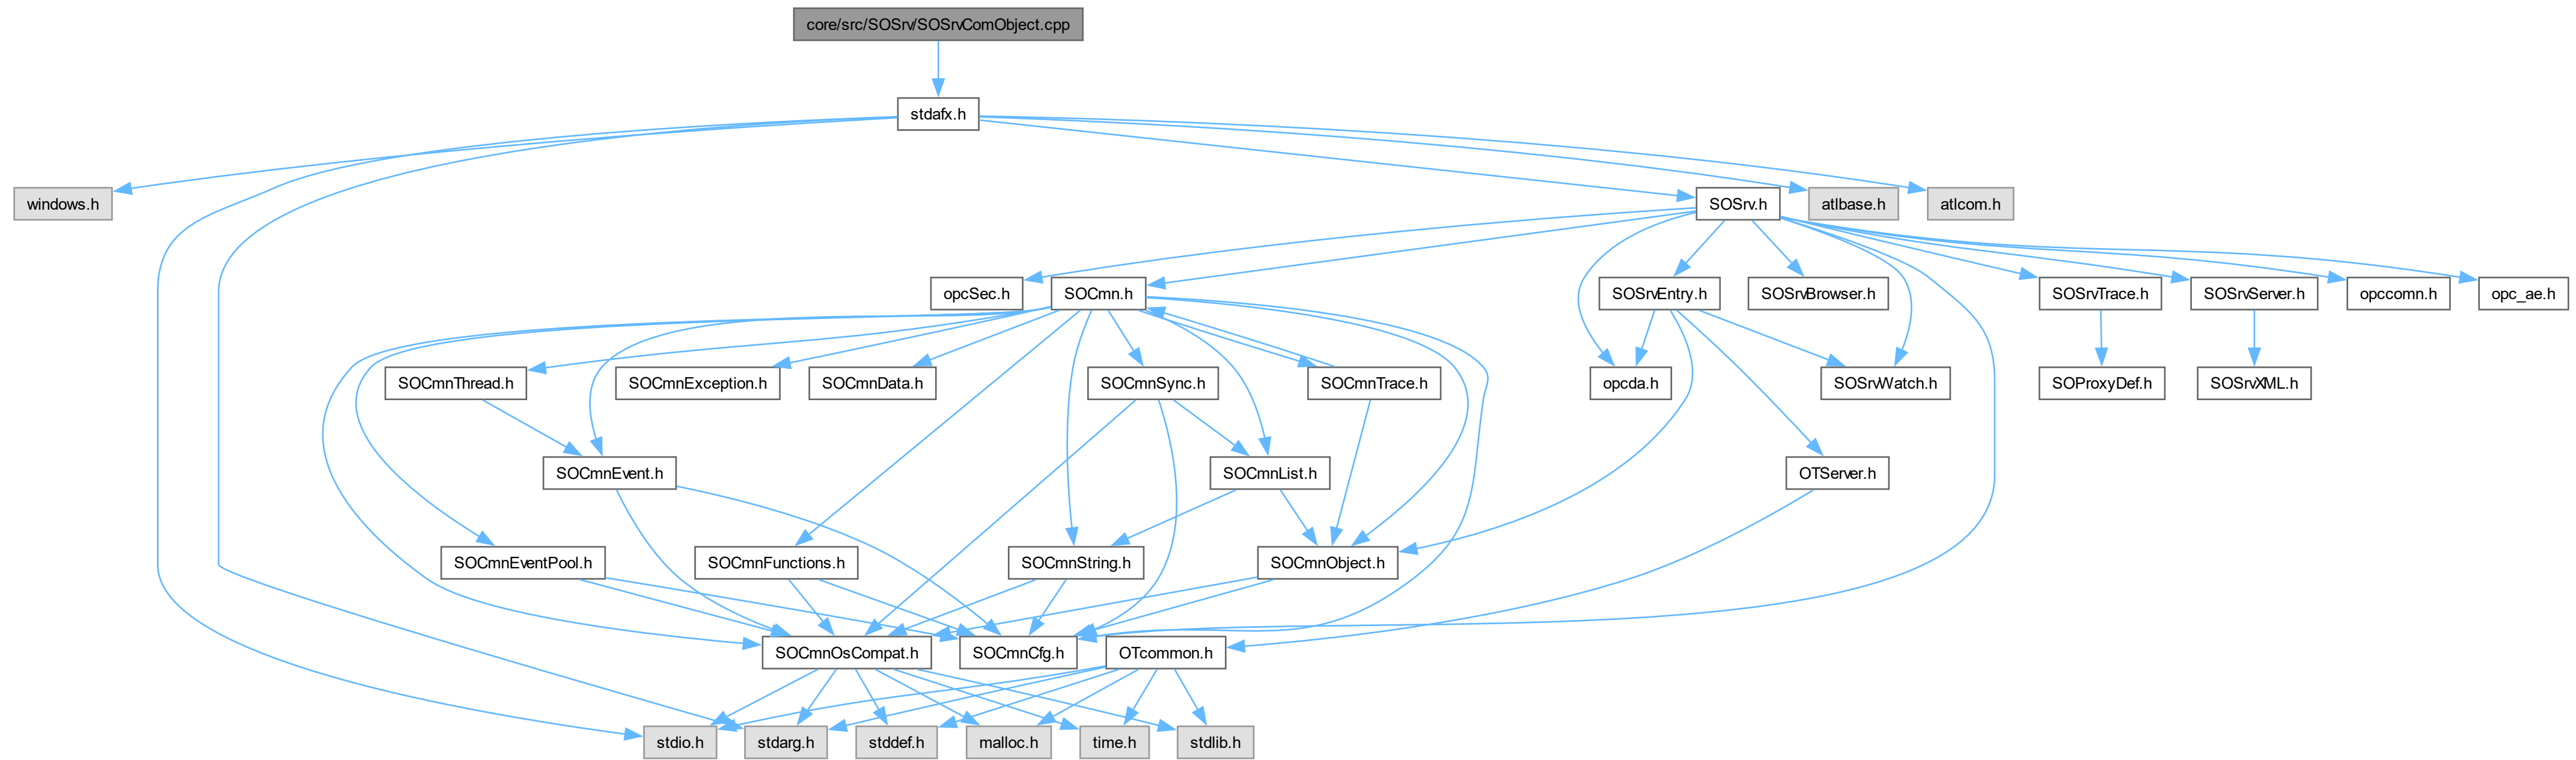 core/src/SOSrv/SOSrvComObject.cpp
stdafx.h
windows.h
SOSrv.h
atlbase.h
atlcom.h
opcSec.h
SOCmn.h
SOSrvEntry.h
SOSrvBrowser.h
SOSrvTrace.h
SOSrvServer.h
opccomn.h
opc_ae.h
SOCmnThread.h
SOCmnException.h
SOCmnData.h
SOCmnSync.h
SOCmnTrace.h
opcda.h
SOSrvWatch.h
SOProxyDef.h
SOSrvXML.h
SOCmnEvent.h
SOCmnList.h
OTServer.h
SOCmnEventPool.h
SOCmnFunctions.h
SOCmnString.h
SOCmnObject.h
SOCmnOsCompat.h
SOCmnCfg.h
OTcommon.h
stdio.h
stdarg.h
stddef.h
malloc.h
time.h
stdlib.h